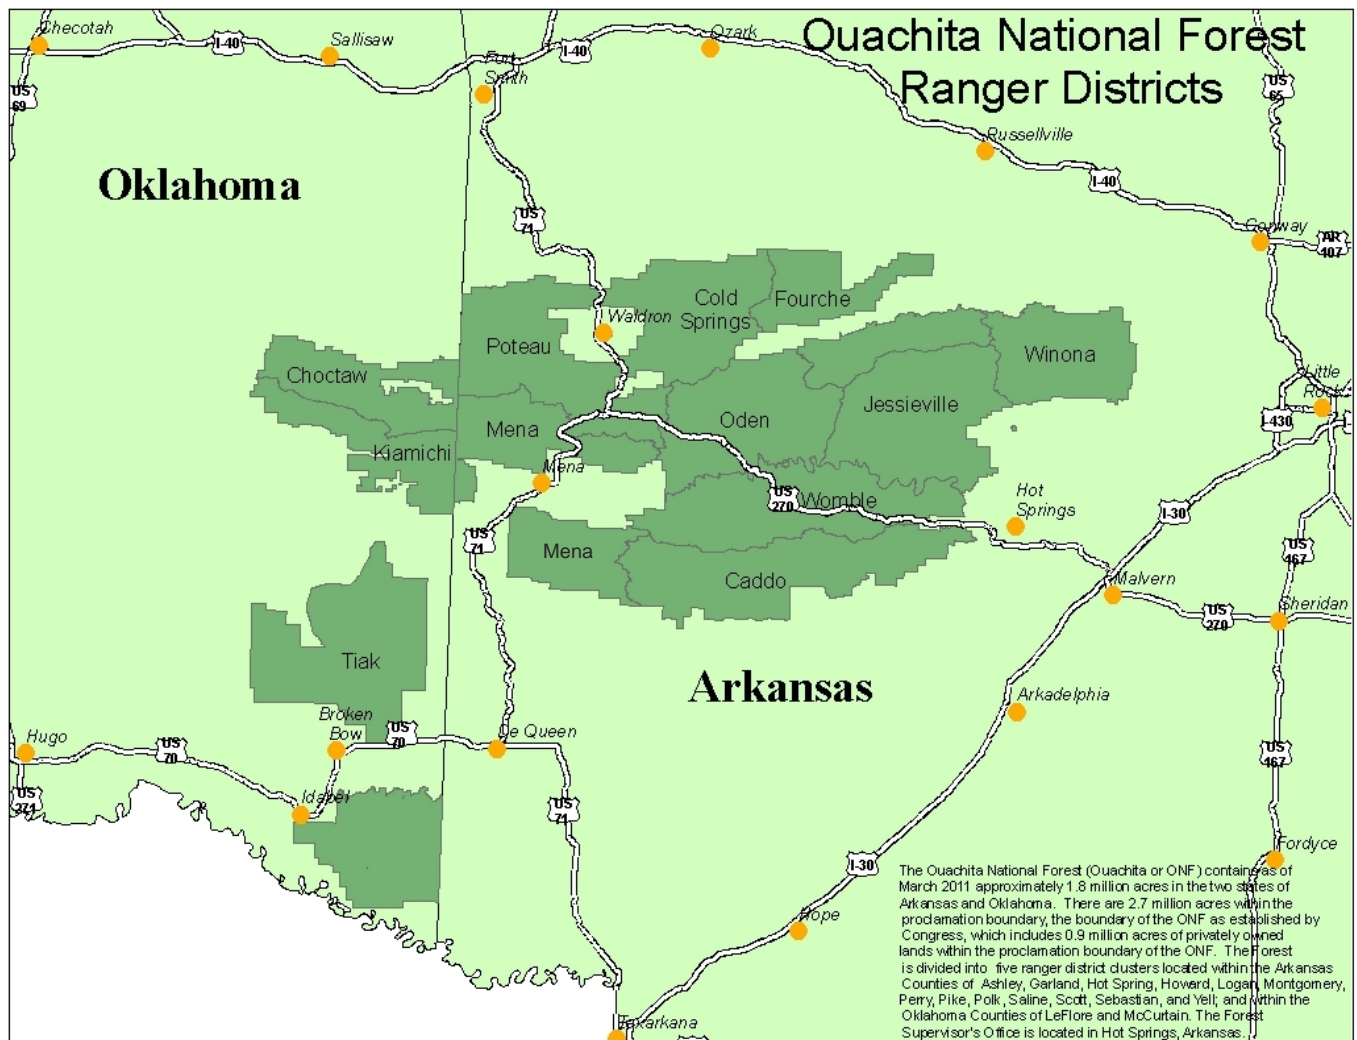 Ouachita National Forest
Ranger Districts
Checotah
I-40
Sallisaw
Fort
Smith
I-40
Ozark
US
65
US
69
Russellville
I-40
Oklahoma
US
71
Conway
AR
107
Cold
Springs
Fourche
Waldron
Poteau
Winona
Choctaw
Little
Rock
Jessieville
Oden
I-430
Mena
Kiamichi
Mena
Womble
US
270
Hot
Springs
I-30
US
71
Mena
Caddo
US
167
Malvern
US
270
Sheridan
Tiak
Arkansas
Arkadelphia
Broken
Bow
US
70
De Queen
Hugo
US
70
US
167
US
271
Idabel
US
71
Fordyce
I-30
Hope
Texarkana
The Ouachita National Forest (Ouachita or ONF) contains as of
March 2011 approximately 1.8 million acres in the two states of
Arkansas and Oklahoma. There are 2.7 million acres within the
proclamation boundary, the boundary of the ONF as established by
Congress, which includes 0.9 million acres of privately owned
lands within the proclamation boundary of the ONF. The Forest
is divided into five ranger district clusters located within the Arkansas
Counties of Ashley, Garland, Hot Spring, Howard, Logan, Montgomery,
Perry, Pike, Polk, Saline, Scott, Sebastian, and Yell; and within the
Oklahoma Counties of LeFlore and McCurtain. The Forest
Supervisor's Office is located in Hot Springs, Arkansas.